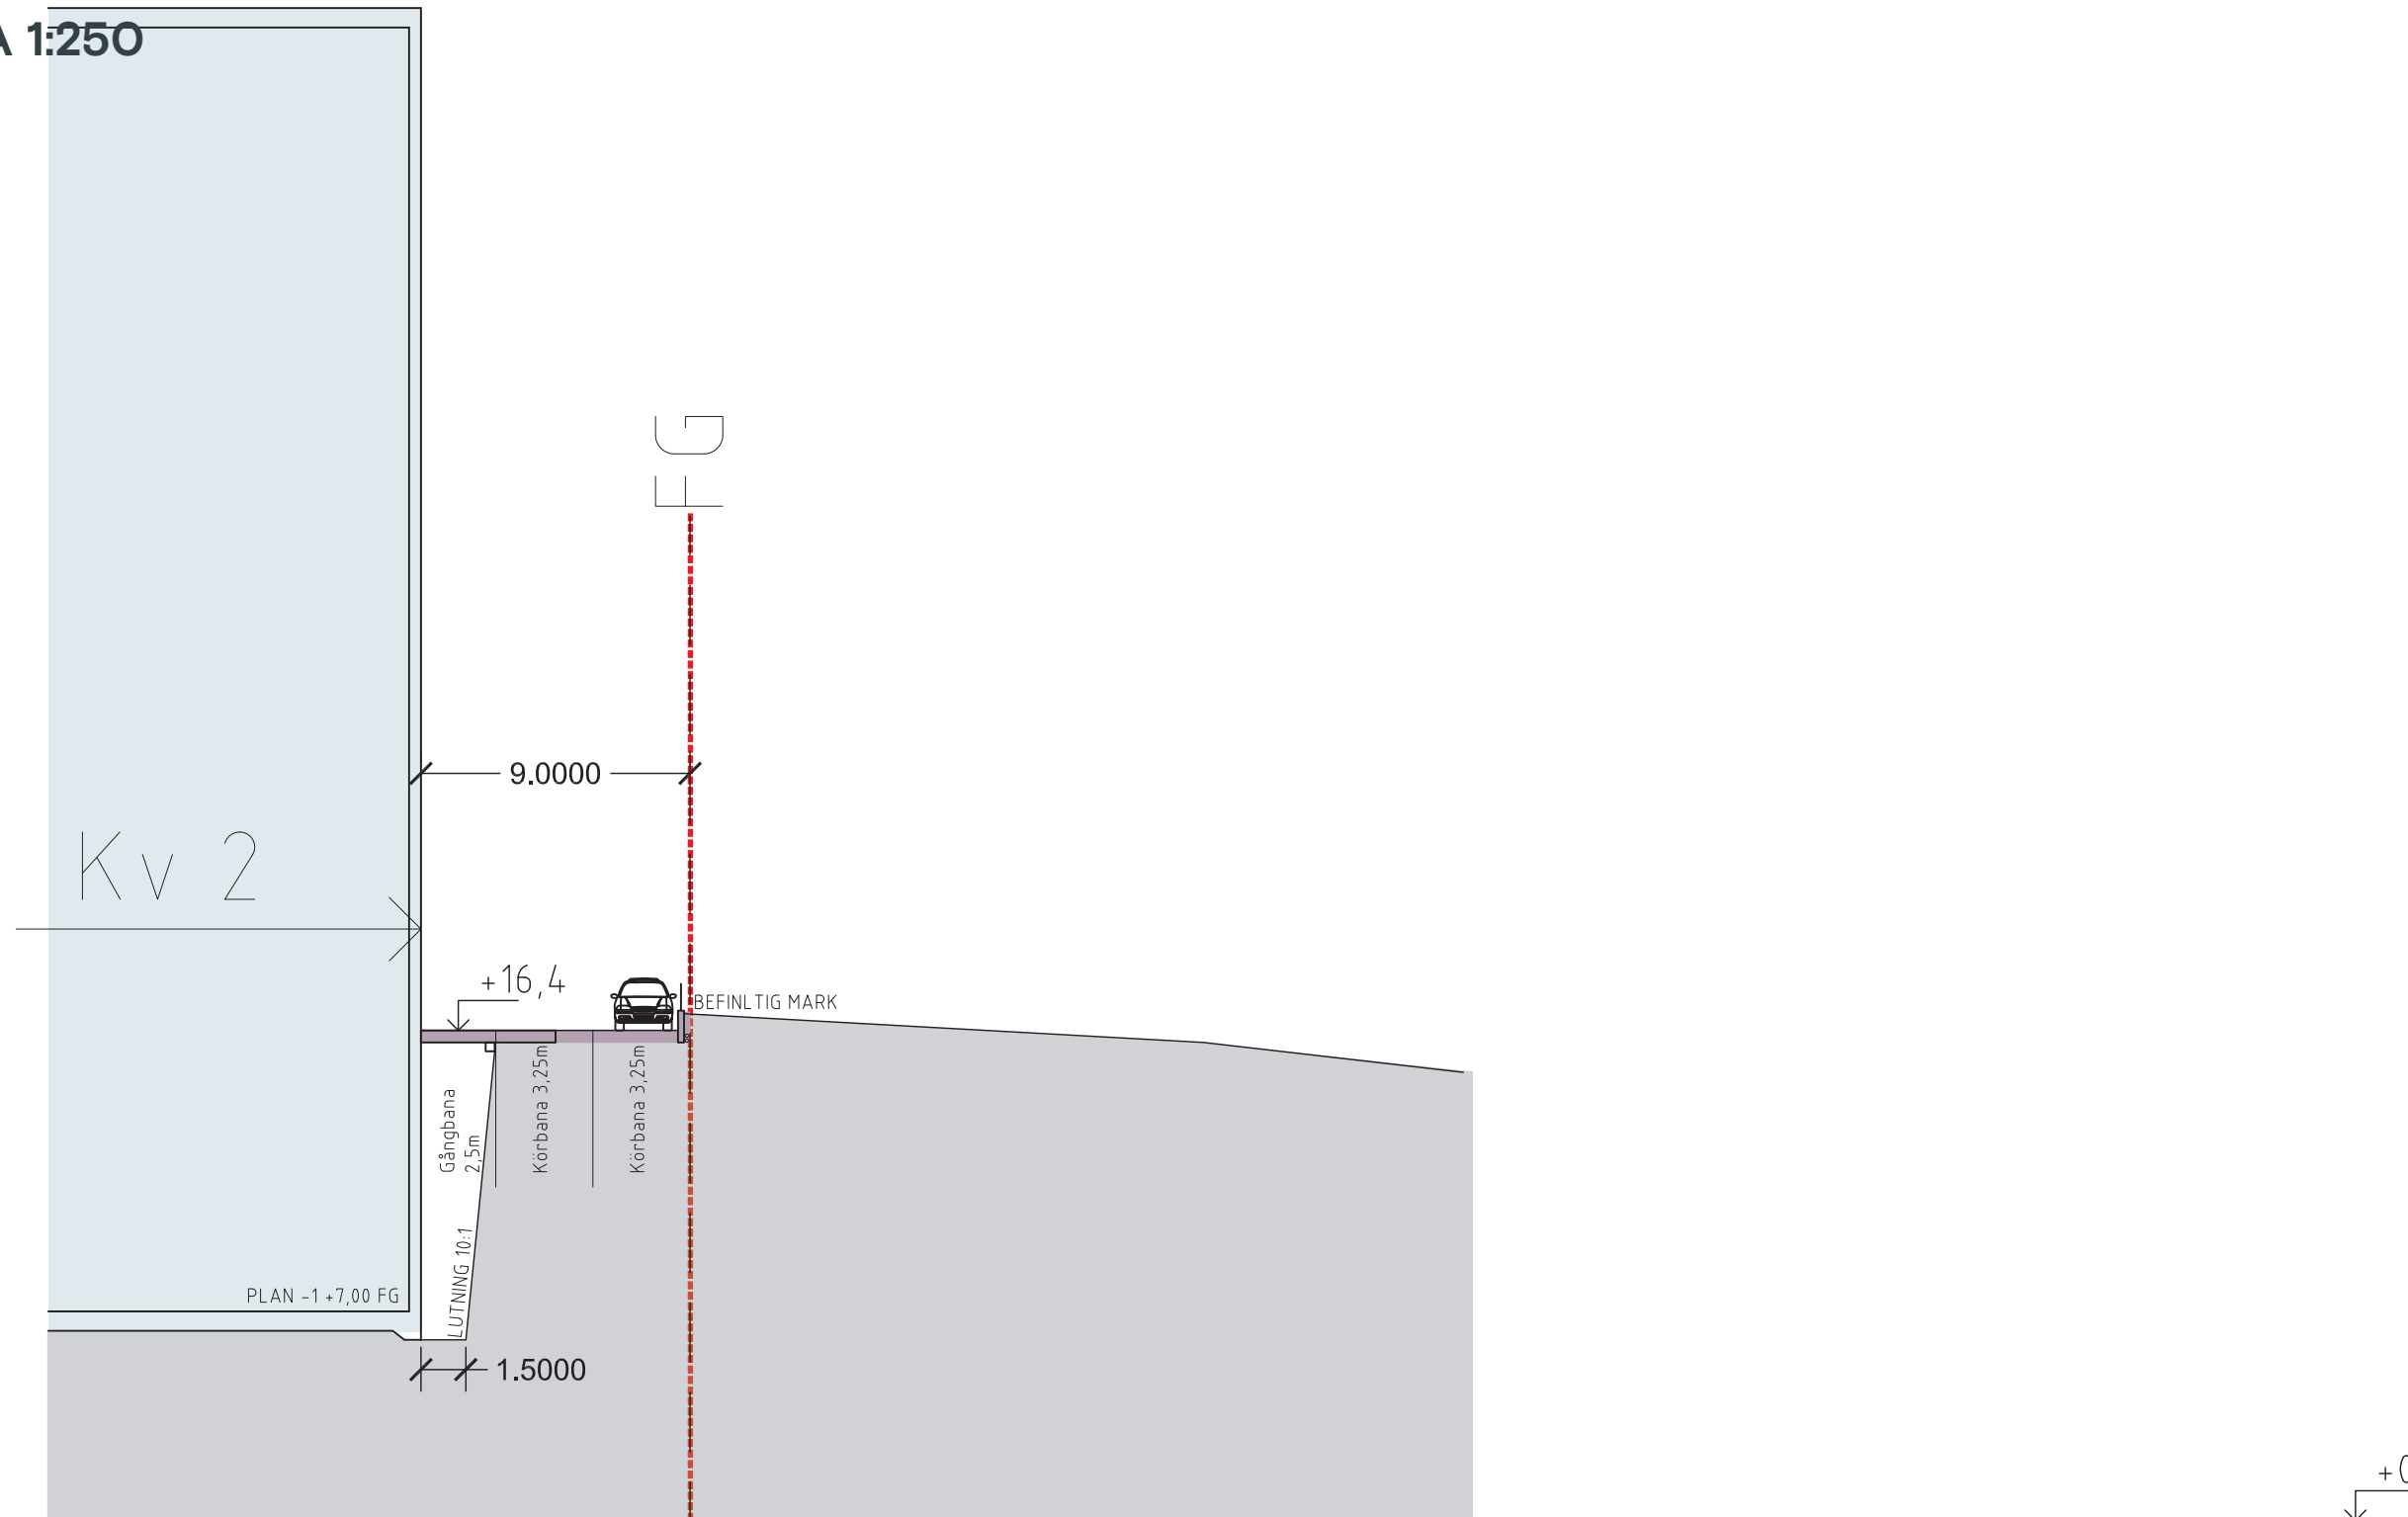 A 1:250
FG
9.0000
Kv 2
+16,4
BEFINLTIG MARK
Gångbana
2,5m
Körbana 3,25m
Körbana 3,25m
LUTNING 10:1
PLAN -1 +7,00 FG
1.5000